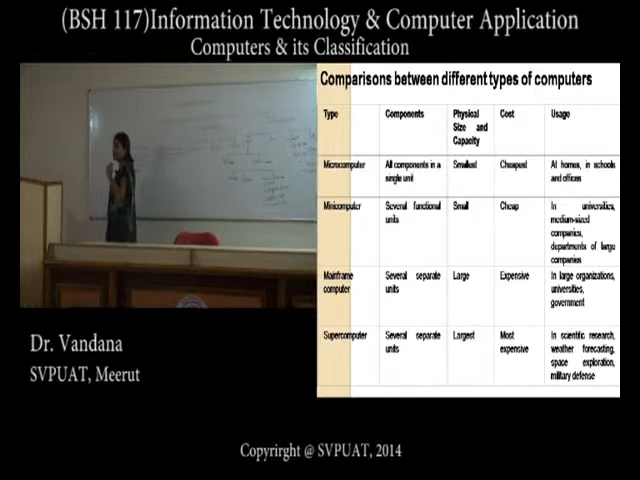 (BSH 117)Information Technology & Computer Application
Computers & its Classification
Comparisons between different types of computers
Type Components Physical Size and Capacity Cost Usage
Microcomputer All components in a single unit Smallest Cheapest At homes, in schools and offices
Minicomputer Several functional units Small Cheap In universities, medium-sized companies, departments of large companies
Mainframe computer Several separate units Large Expensive In large organizations, universities, government
Supercomputer Several separate units Largest Most expensive In scientific research, weather forecasting, space exploration, military defense
Dr. Vandana
SVPUAT, Meerut
Copyrirght @ SVPUAT, 2014